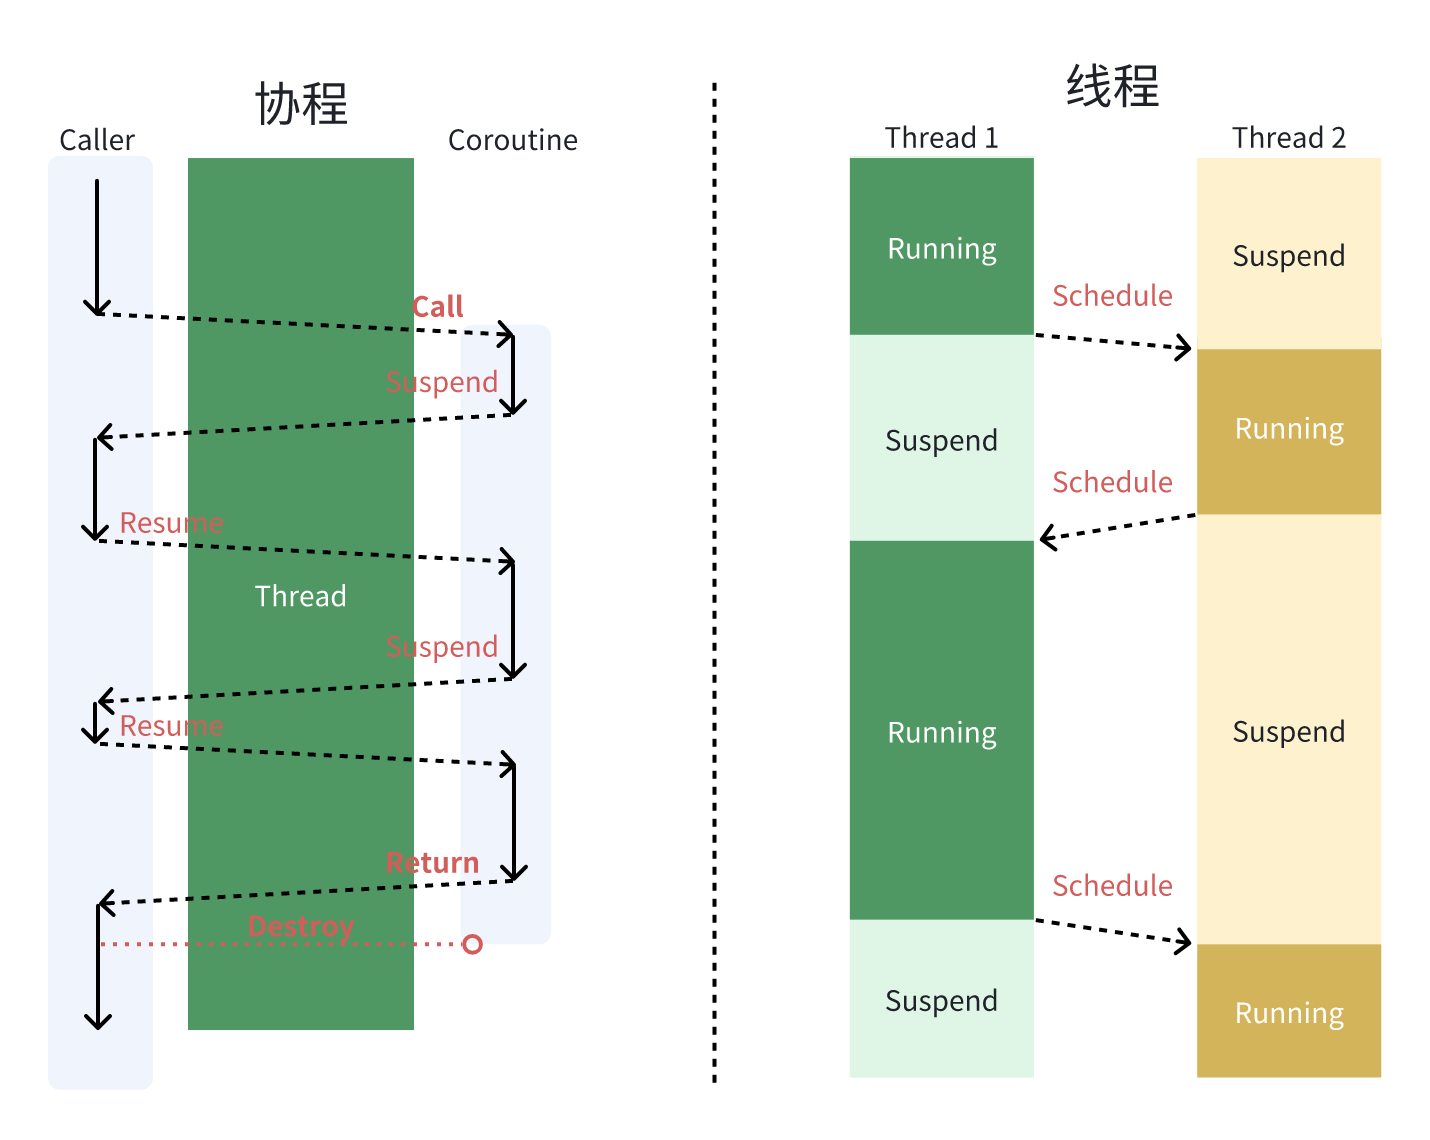 协程
Caller
Coroutine
Call
Suspend
Resume
Thread
Suspend
Resume
Return
Destroy
线程
Thread 1
Thread 2
Running
Suspend
Schedule
Suspend
Running
Schedule
Running
Suspend
Schedule
Suspend
Running